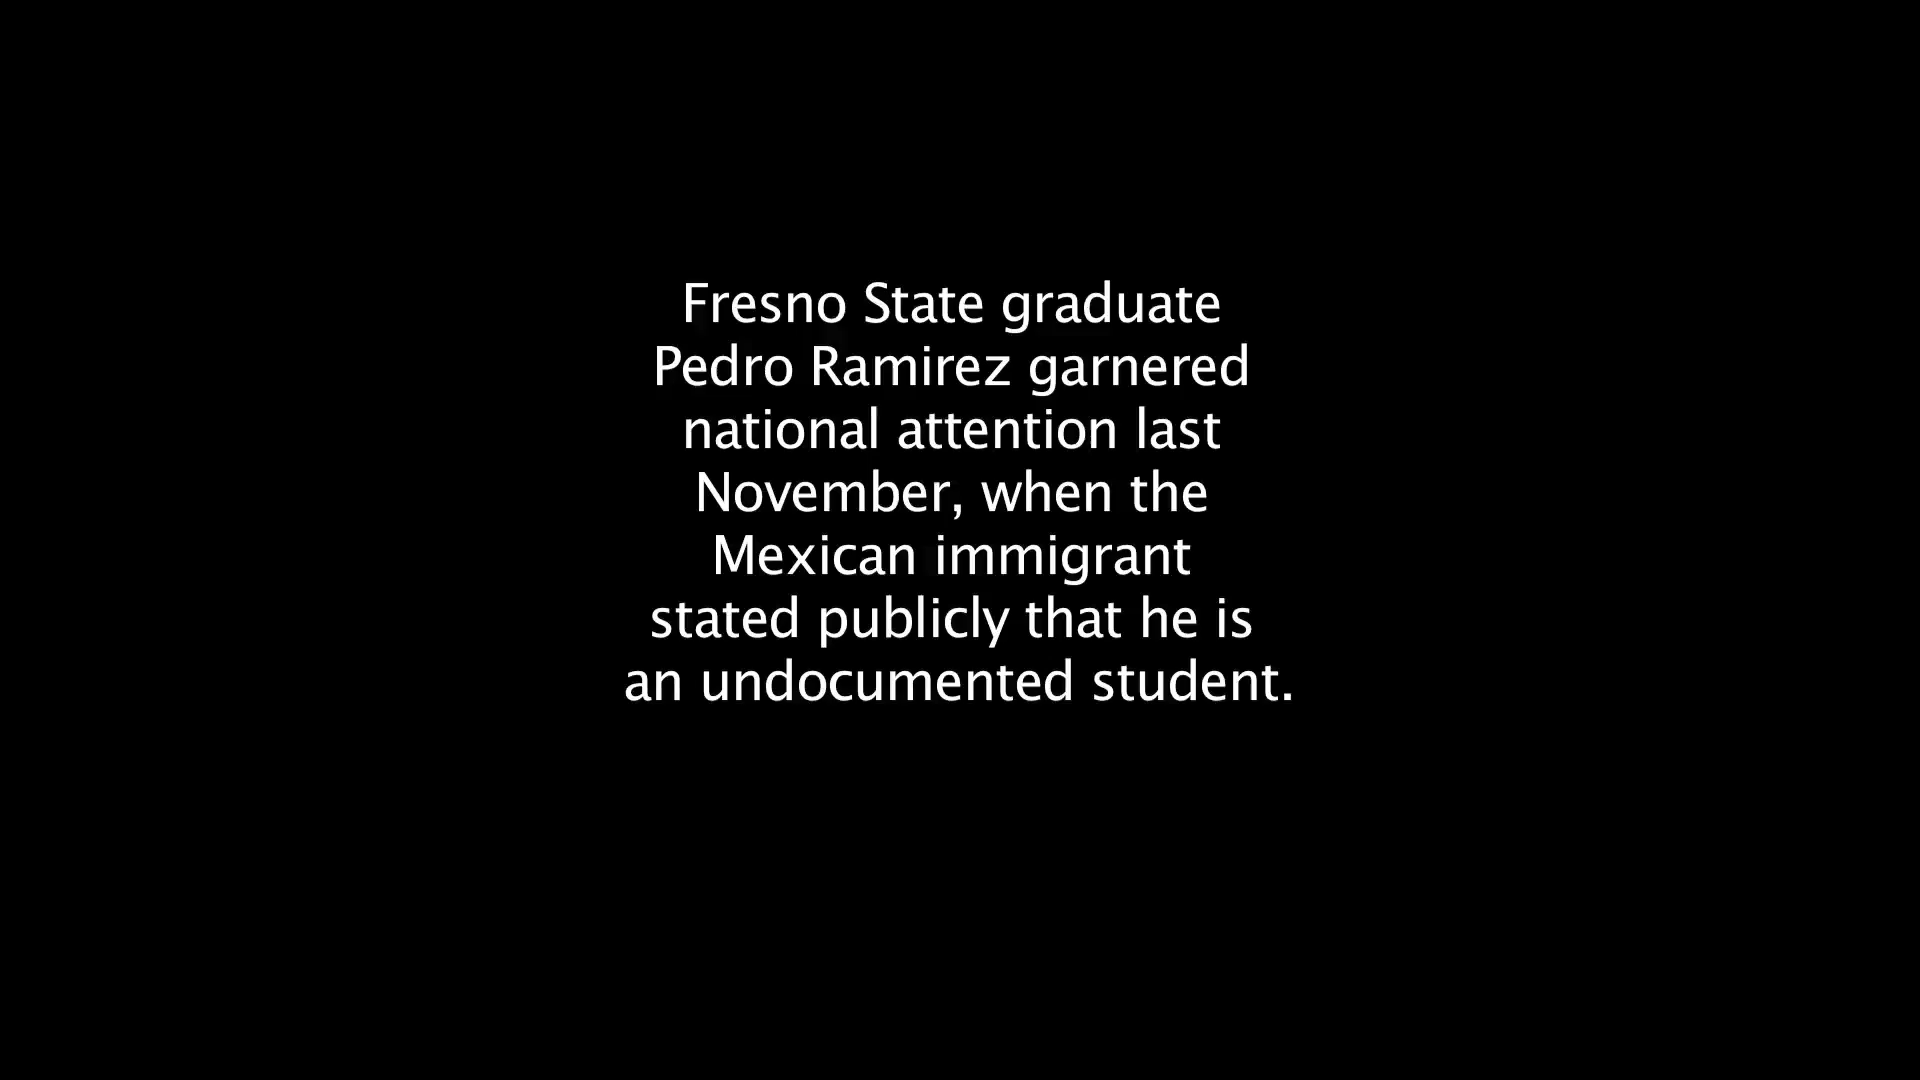 Fresno State graduate
Pedro Ramirez garnered
national attention last
November, when the
Mexican immigrant
stated publicly that he is
an undocumented student.